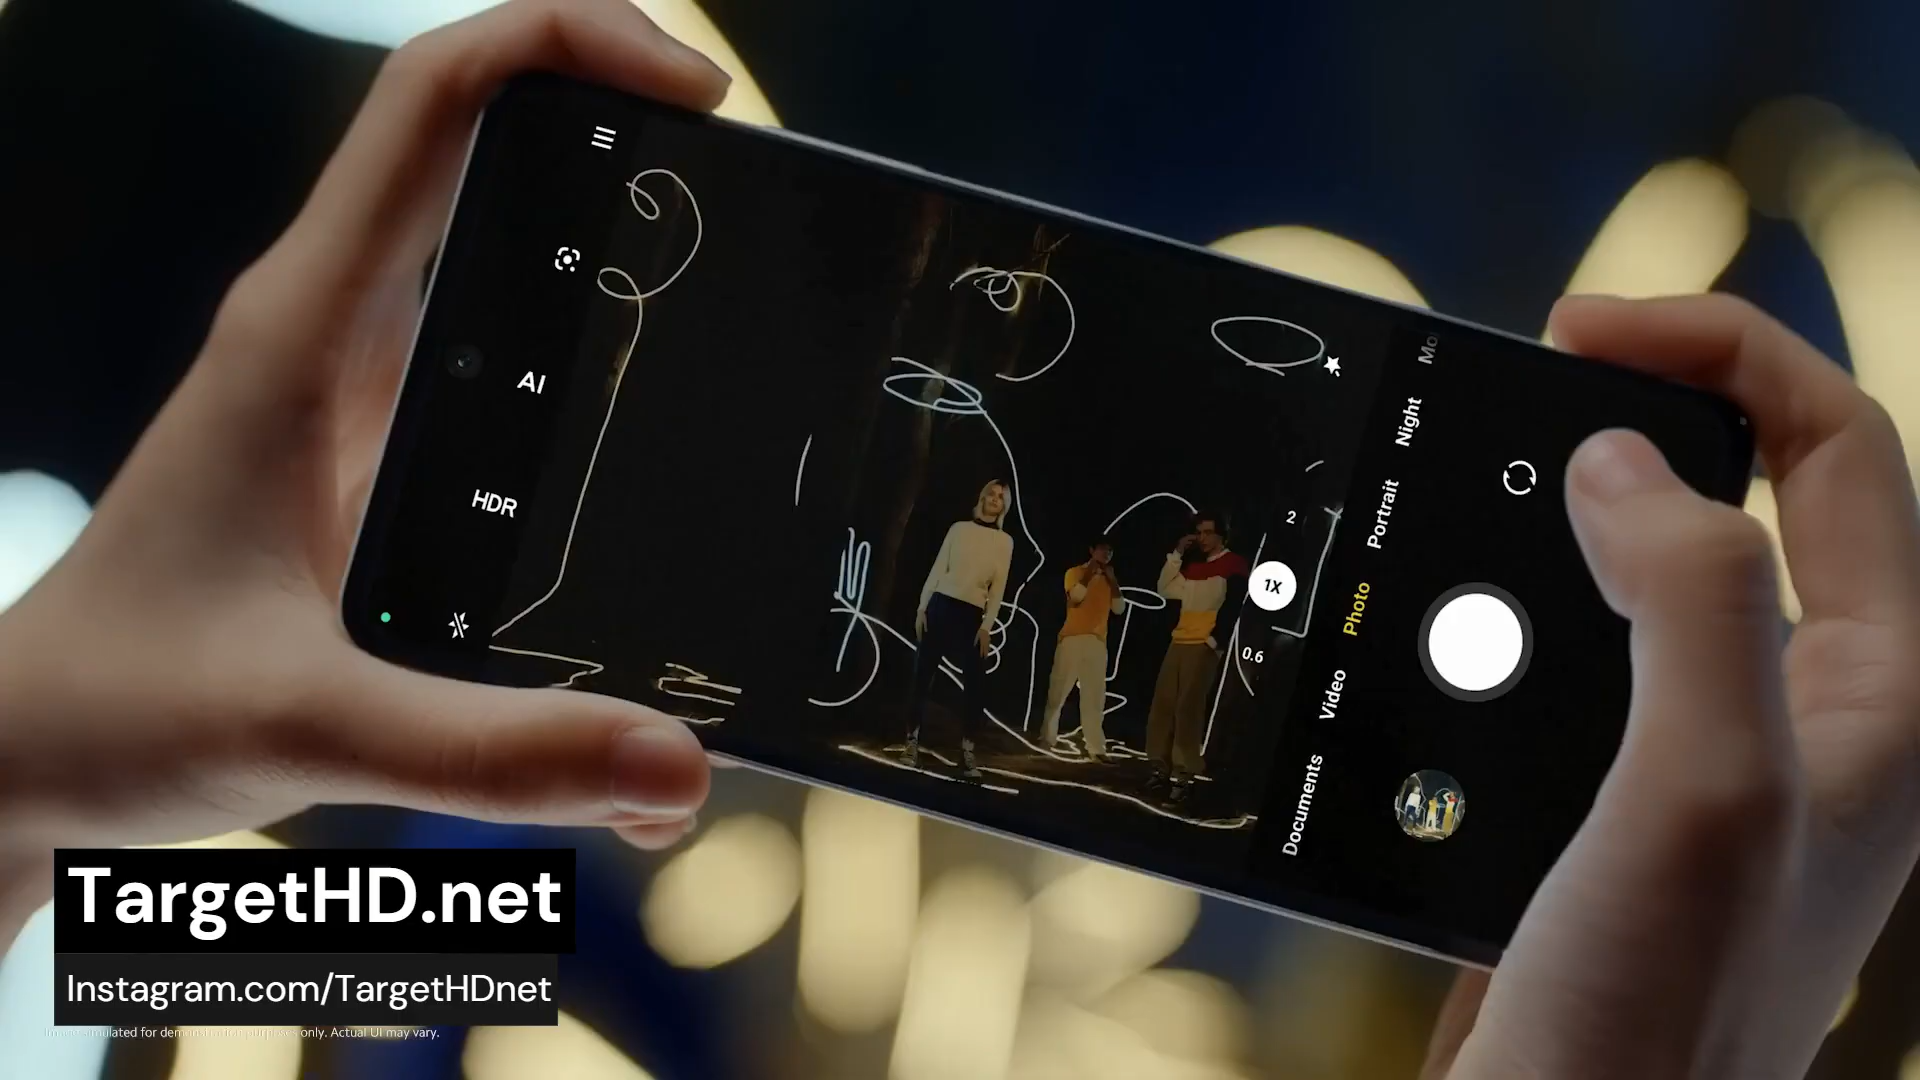 AI
HDR
2
1X
0.6
Night
Portrait
Photo
Video
Documents
TargetHD.net
Instagram.com/TargetHDnet
only. Actual UI may vary.